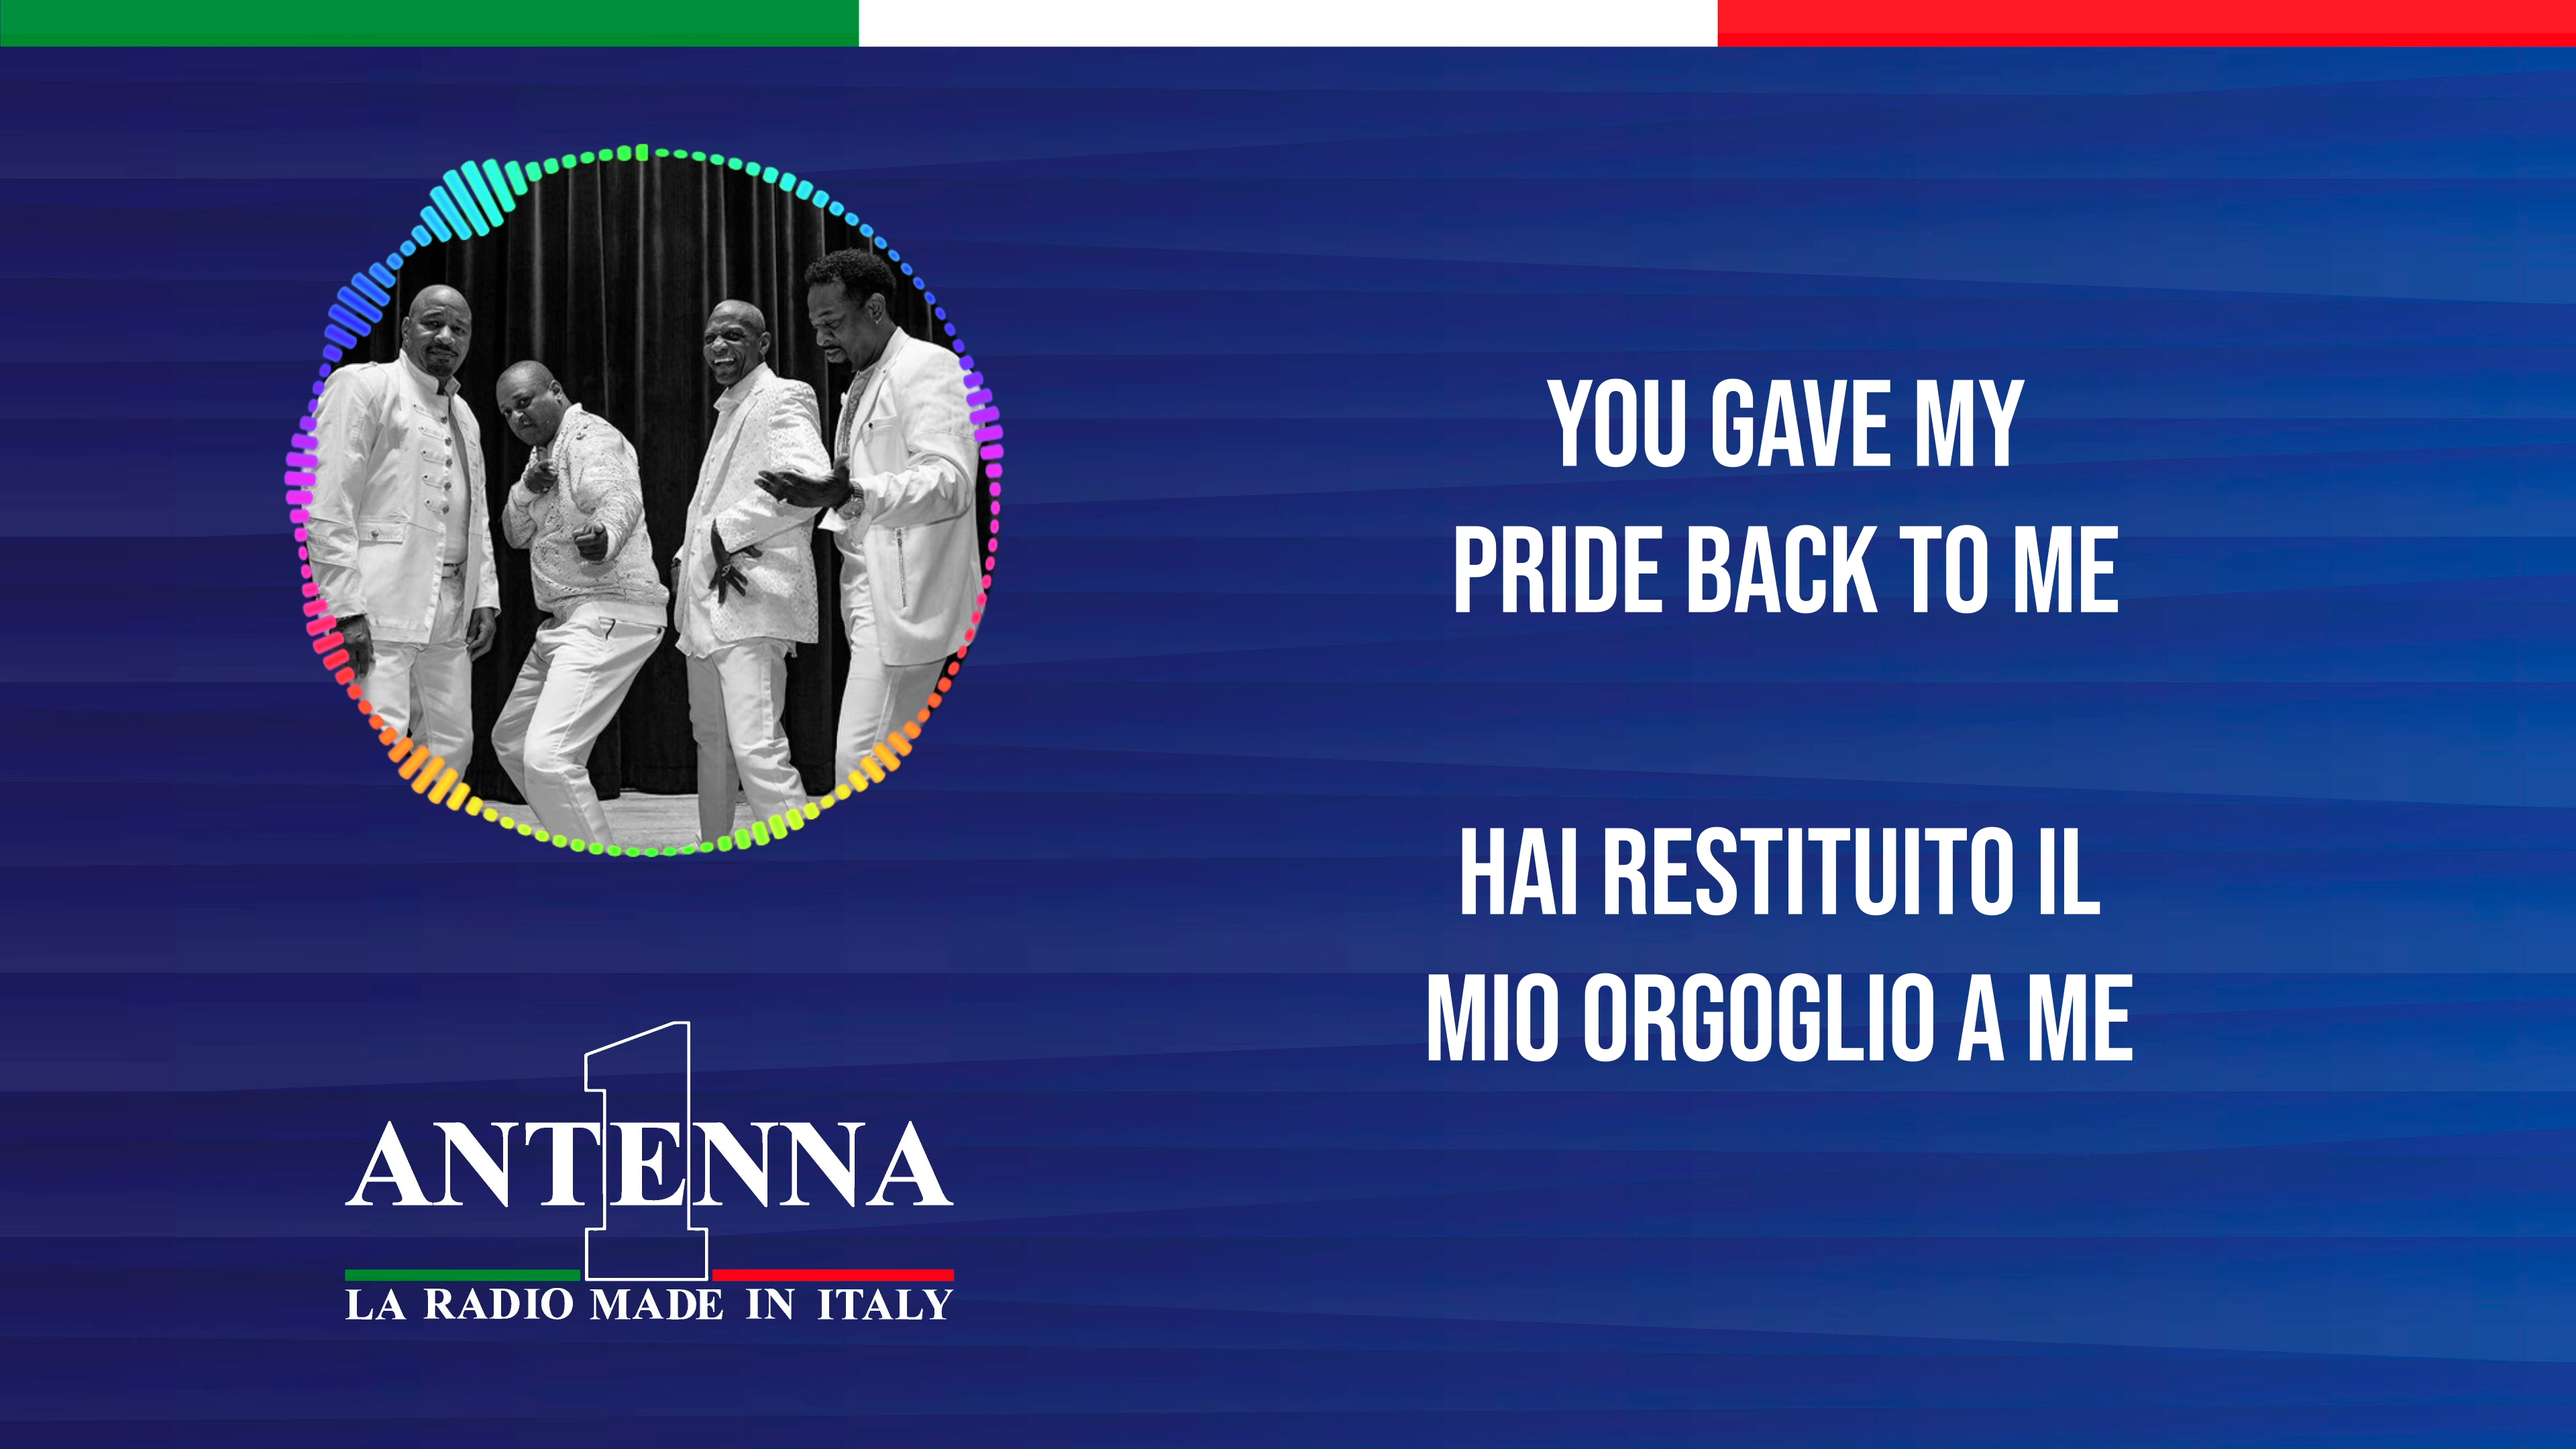 YOU GAVE MY
PRIDE BACK TO ME
HAI RESTITUITO IL
MIO ORGOGLIO A ME
1
ANTENNA
LA RADIO MADE IN ITALY